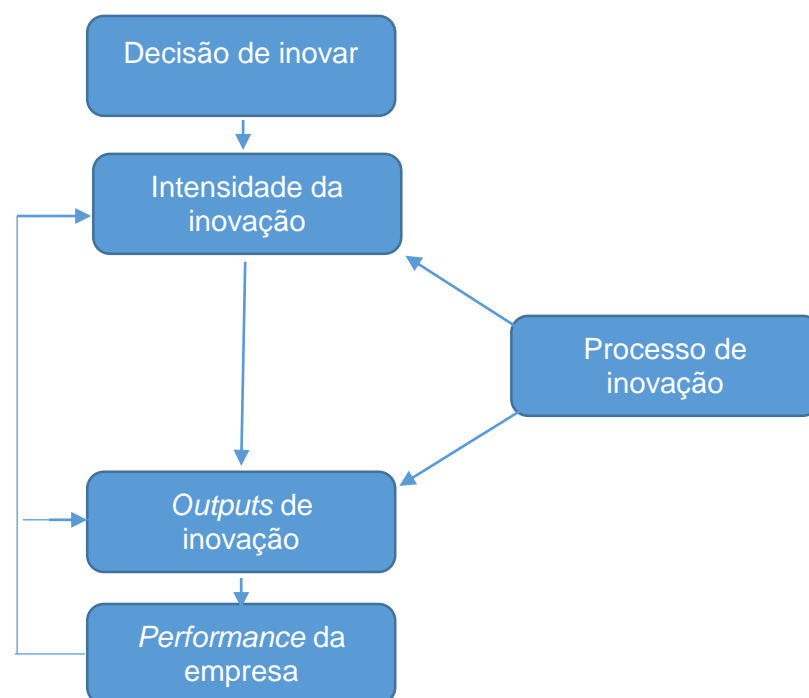 Decisão de inovar
Intensidade da
inovação
Processo de
inovação
Outputs de
inovação
Performance da
empresa